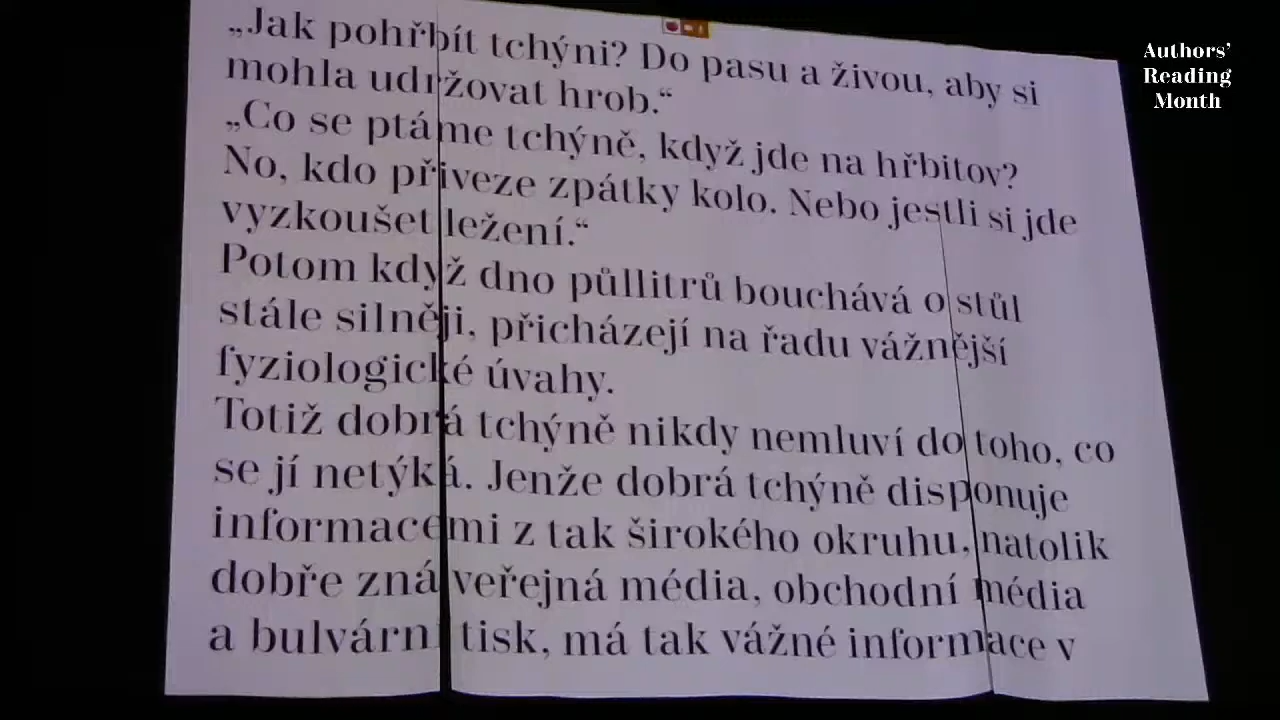 „Jak pohřbít tchýni? Do pasu a živou, aby si
mohla udržovat hrob.“
„Co se ptáme tchýně, když jde na hřbitov?
No, kdo přiveze zpátky kolo. Nebo jestli si jde
vyzkoušet ležení.“
Potom když dno půllitrů bouchává o stůl
stále silněji, přicházejí na řadu vážnější
fyziologické úvahy.
Totiž dobrá tchýně nikdy nemluví do toho, co
se jí netýká. Jenže dobrá tchýně disponuje
informacemi z tak širokého okruhu, natolik
dobře zná veřejná média, obchodní média
a bulvární tisk, má tak vážné informace v
Authors’
Reading
Month